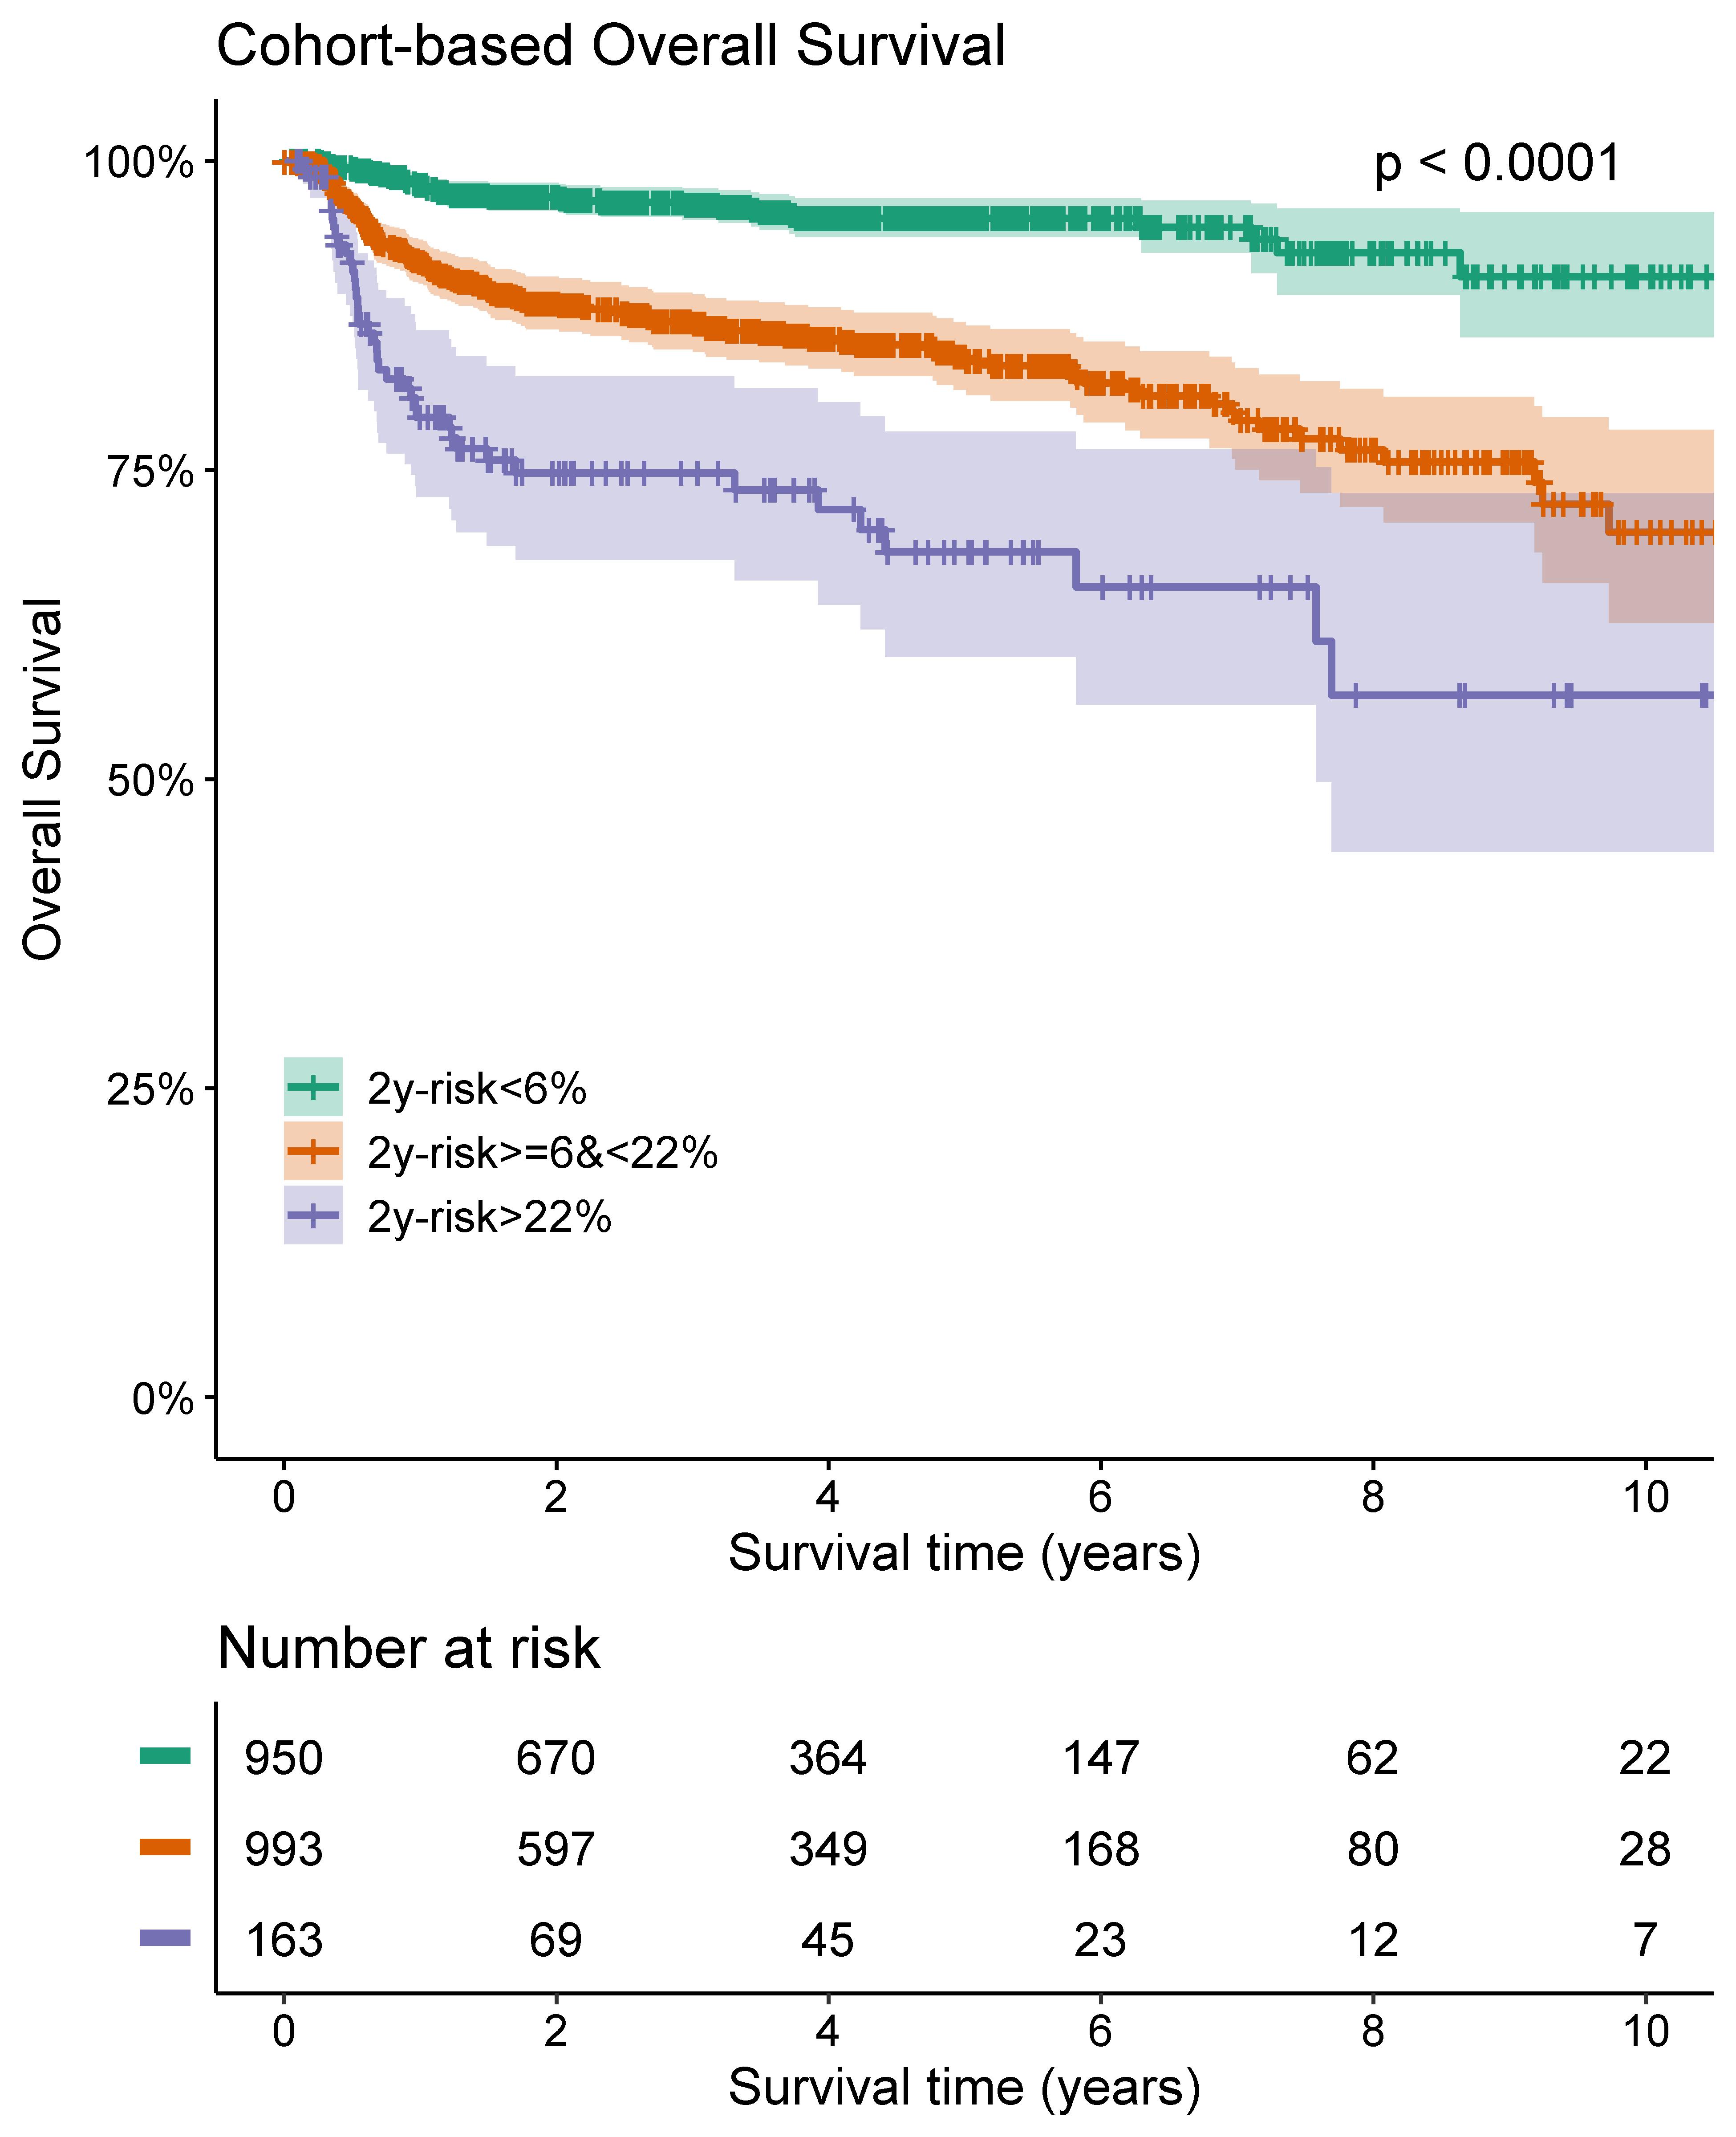 Cohort-based Overall Survival
p < 0.0001
100%
75%
50%
25%
0%
Overall Survival
2y-risk<6%
2y-risk>=6&<22%
2y-risk>22%
0 2 4 6 8 10
Survival time (years)
Number at risk
950 670 364 147 62 22
993 597 349 168 80 28
163 69 45 23 12 7
0 2 4 6 8 10
Survival time (years)